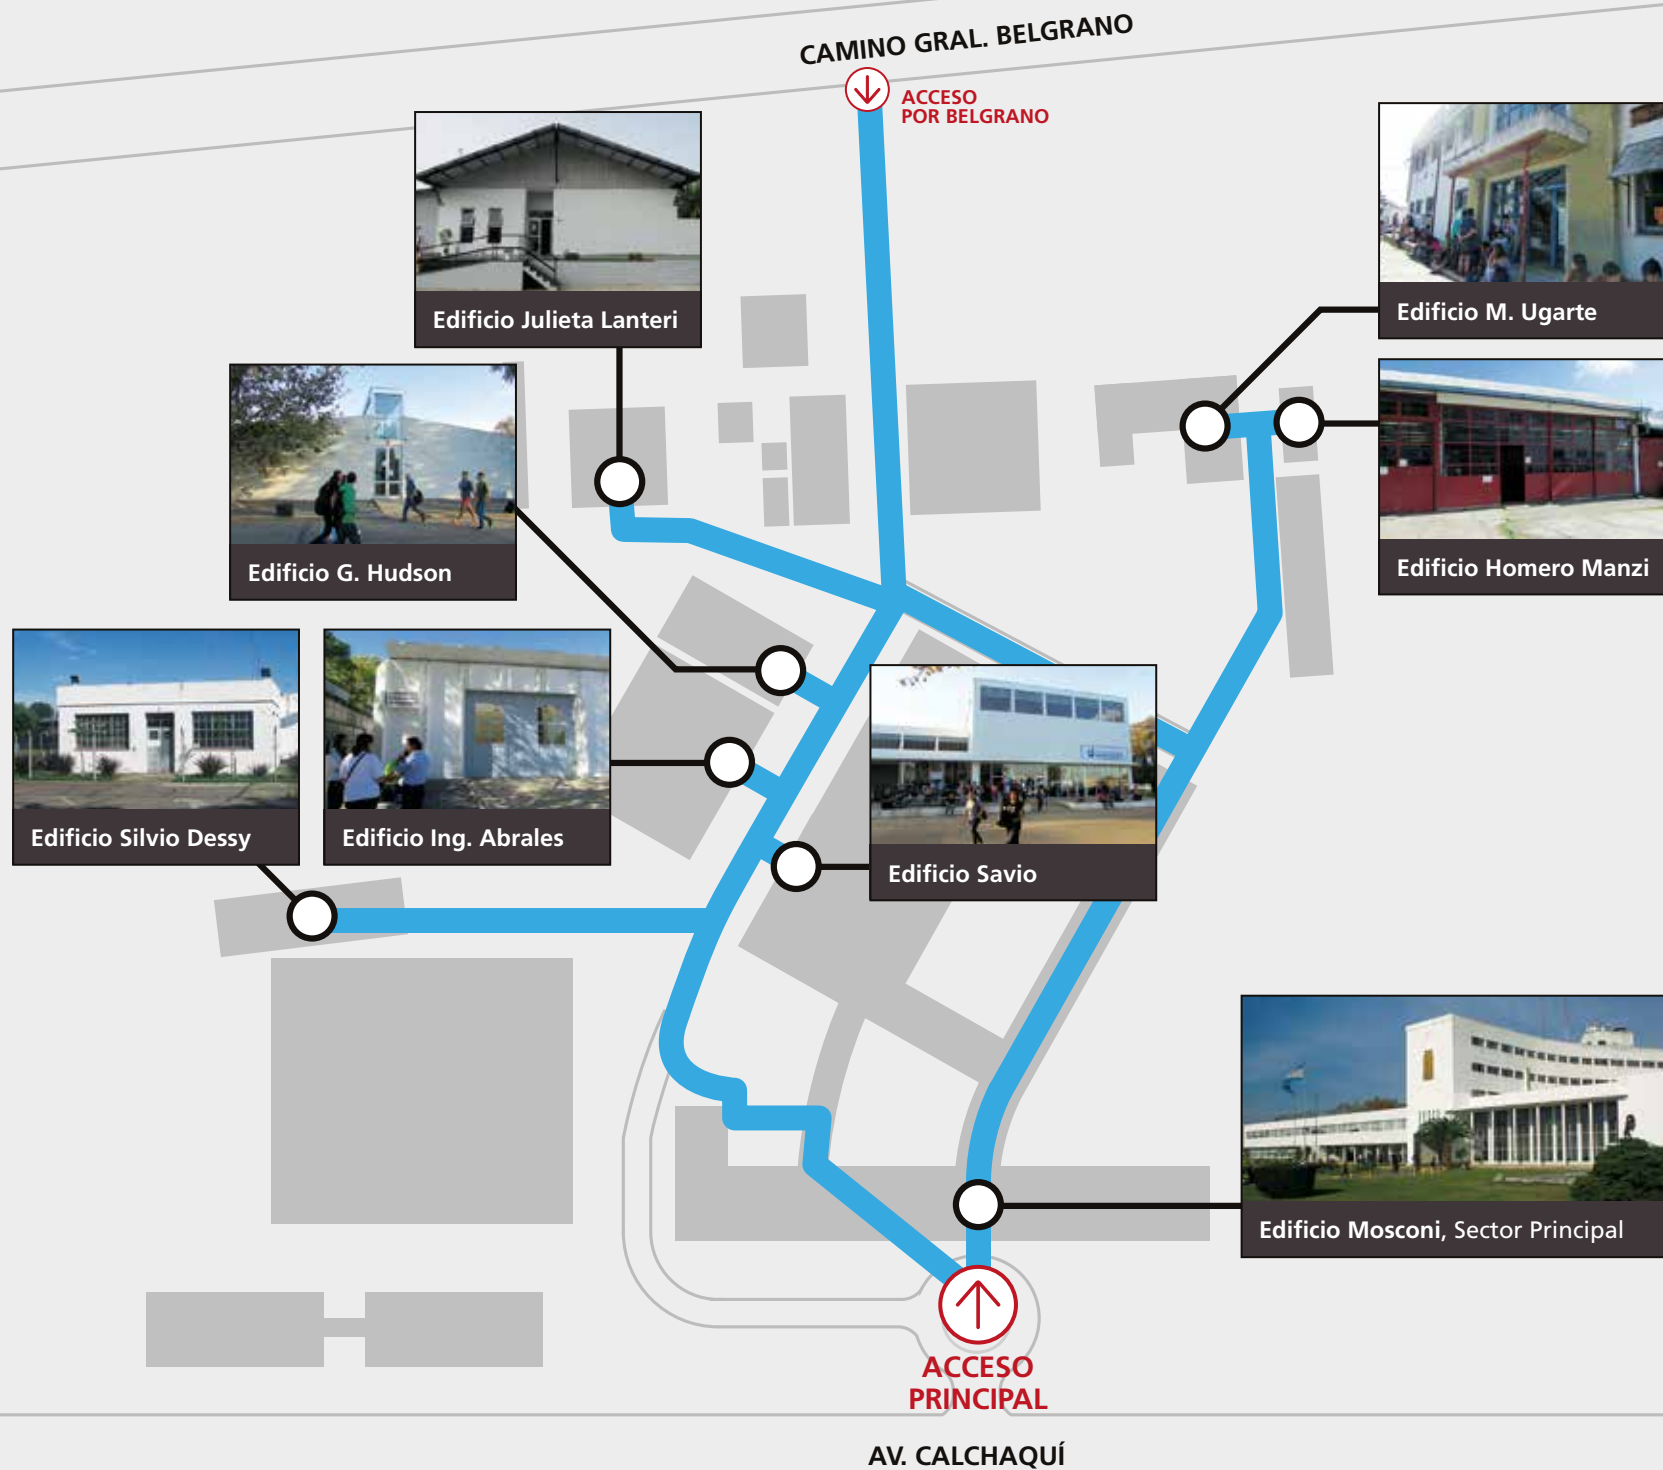 CAMINO GRAL. BELGRANO
ACCESO
POR BELGRANO
Edificio Julieta Lanteri
Edificio M. Ugarte
Edificio G. Hudson
Edificio Homero Manzi
Edificio Silvio Dessy
Edificio Ing. Abrales
Edificio Savio
Edificio Mosconi, Sector Principal
ACCESO
PRINCIPAL
AV. CALCHAQUÍ